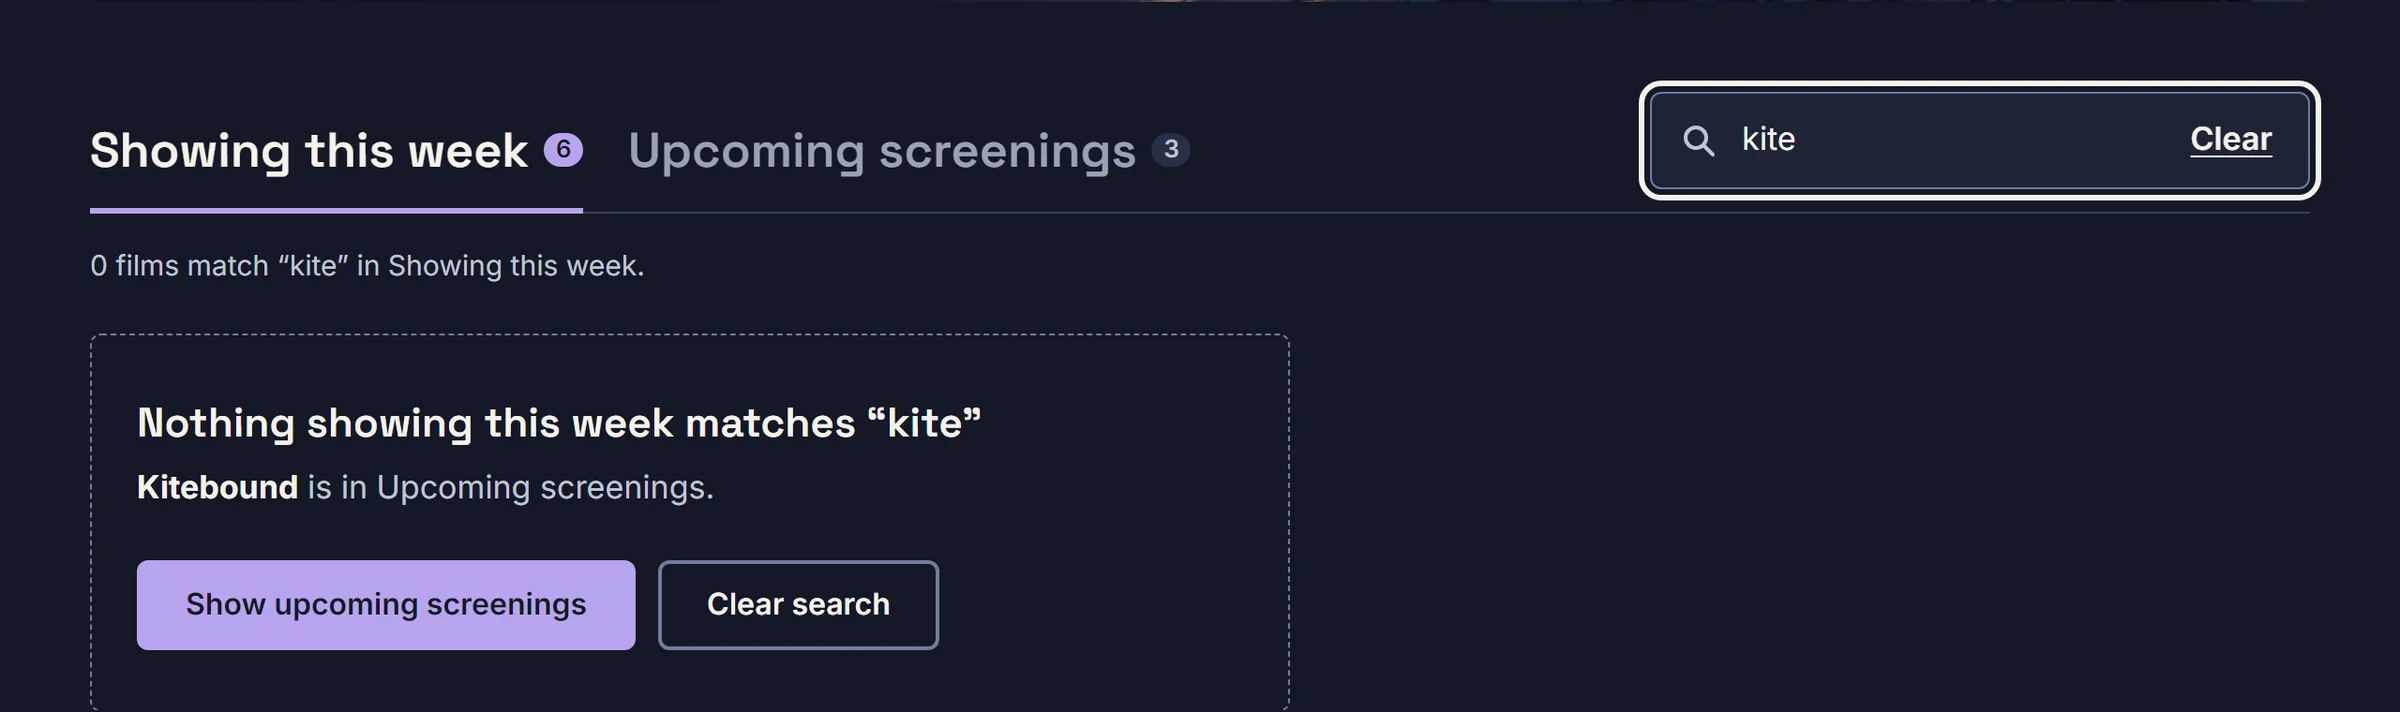 Showing this week 6 Upcoming screenings 3
kite Clear
0 films match “kite” in Showing this week.
Nothing showing this week matches “kite”
Kitebound is in Upcoming screenings.
Show upcoming screenings Clear search